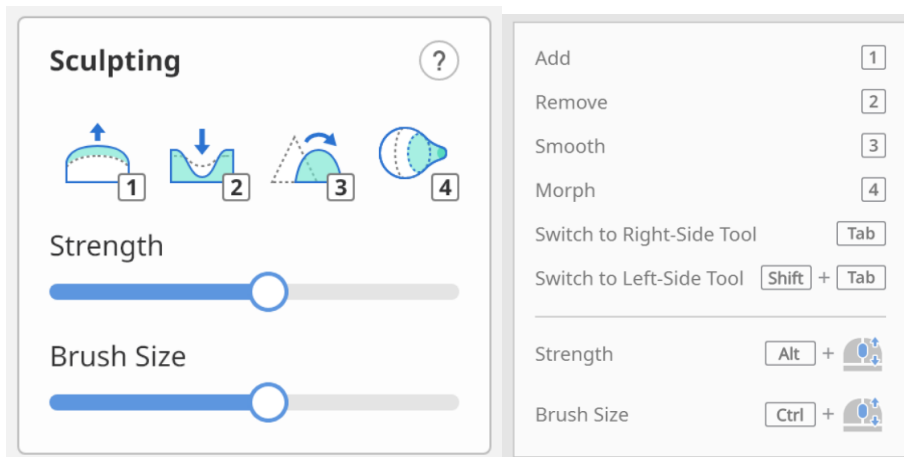 Sculpting ?
1 2 3 4
Strength
Brush Size
Add 1
Remove 2
Smooth 3
Morph 4
Switch to Right-Side Tool Tab
Switch to Left-Side Tool Shift + Tab
Strength Alt +
Brush Size Ctrl +